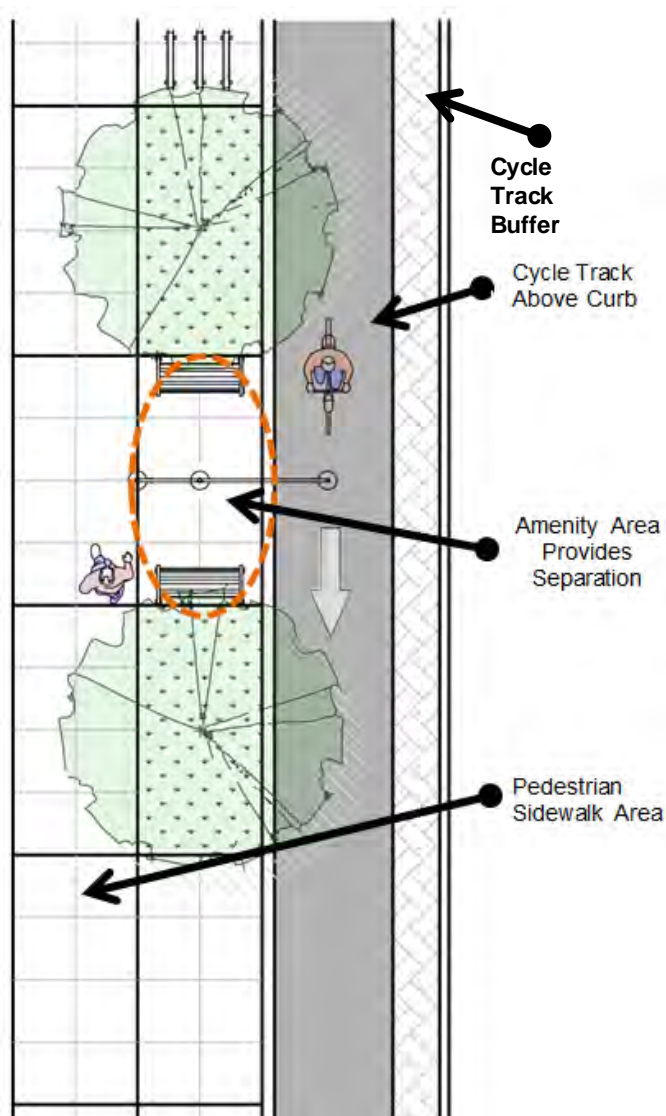 Cycle
Track
Buffer
Cycle Track
Above Curb
Amenity Area
Provides
Separation
Pedestrian
Sidewalk Area